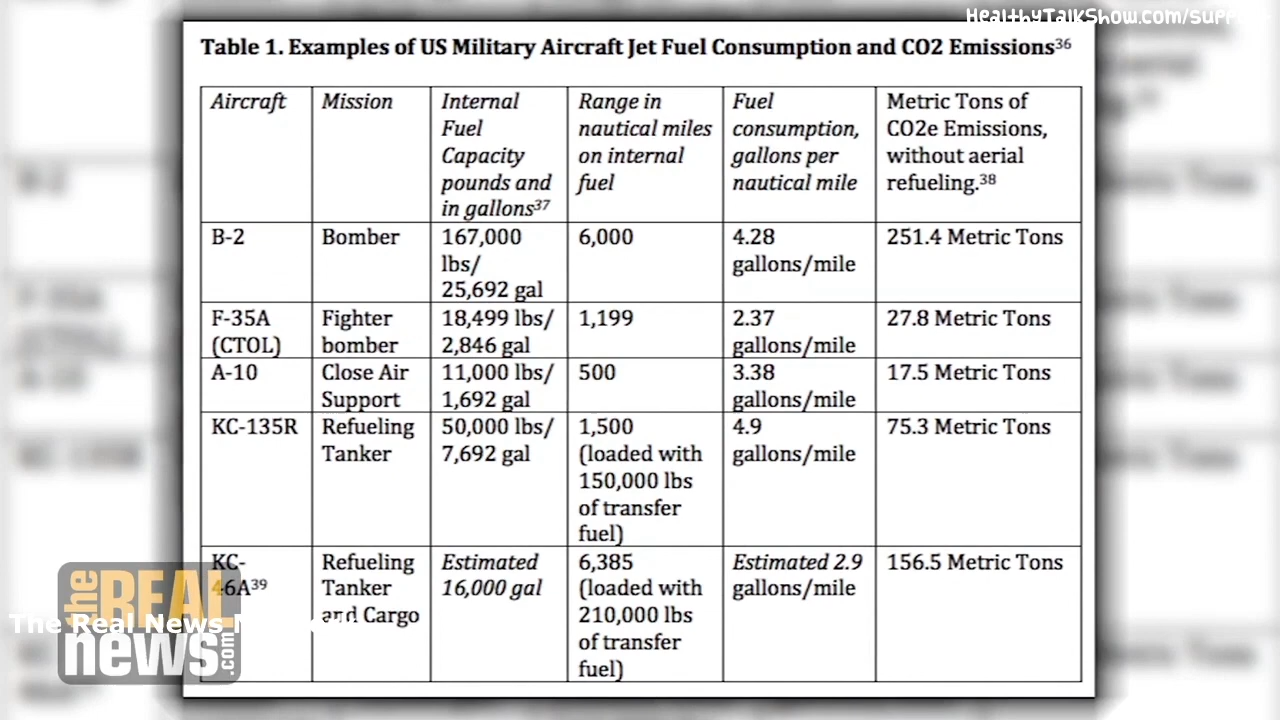 HealthyTalkShow.com/supp
Table 1. Examples of US Military Aircraft Jet Fuel Consumption and CO2 Emissions36
Aircraft
Mission
Internal
Fuel
Capacity
pounds and
in gallons37
Range in
nautical miles
on internal
fuel
Fuel
consumption,
gallons per
nautical mile
Metric Tons of
CO2e Emissions,
without aerial
refueling.38
B-2
Bomber
167,000
lbs/
25,692 gal
6,000
4.28
gallons/mile
251.4 Metric Tons
F-35A
(CTOL)
Fighter
bomber
18,499 lbs/
2,846 gal
1,199
2.37
gallons/mile
27.8 Metric Tons
A-10
Close Air
Support
11,000 lbs/
1,692 gal
500
3.38
gallons/mile
17.5 Metric Tons
KC-135R
Refueling
Tanker
50,000 lbs/
7,692 gal
1,500
(loaded with
150,000 lbs
of transfer
fuel)
4.9
gallons/mile
75.3 Metric Tons
KC-
46A39
Refueling
Tanker
and Cargo
Estimated
16,000 gal
6,385
(loaded with
210,000 lbs
of transfer
fuel)
Estimated 2.9
gallons/mile
156.5 Metric Tons
the REAL
news.com
The Real News